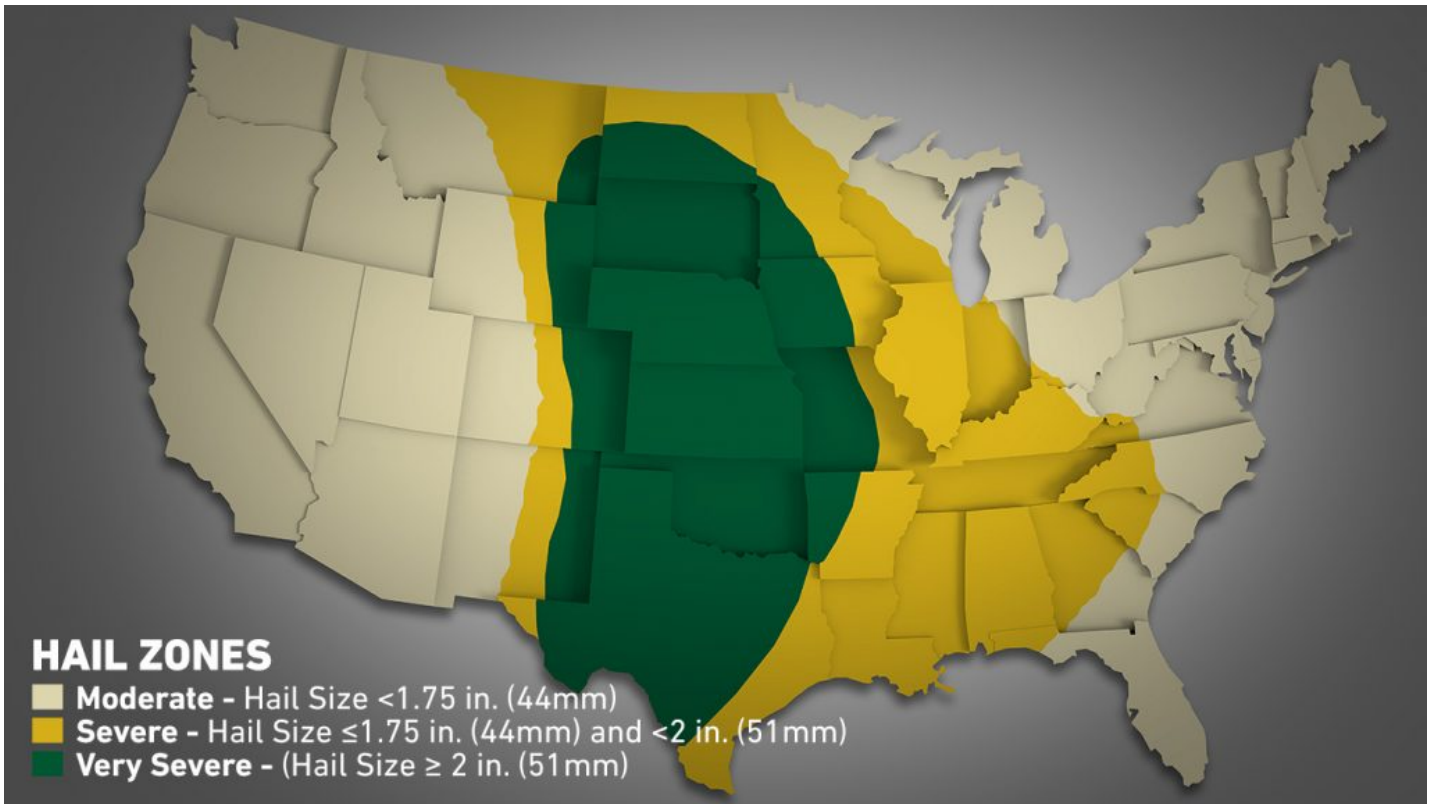 HAIL ZONES
Moderate - Hail Size <1.75 in. (44mm)
Severe - Hail Size ≤1.75 in. (44mm) and <2 in. (51mm)
Very Severe - (Hail Size ≥ 2 in. (51mm)